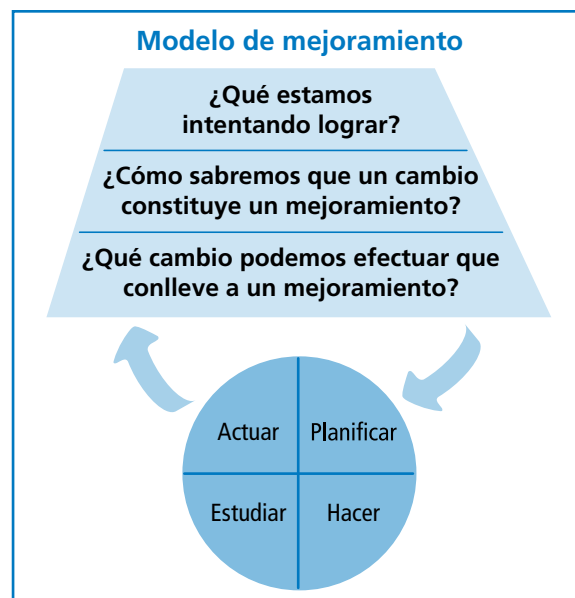 Modelo de mejoramiento
¿Qué estamos
intentando lograr?
¿Cómo sabremos que un cambio
constituye un mejoramiento?
¿Qué cambio podemos efectuar que
conlleve a un mejoramiento?
Actuar
Planificar
Estudiar
Hacer